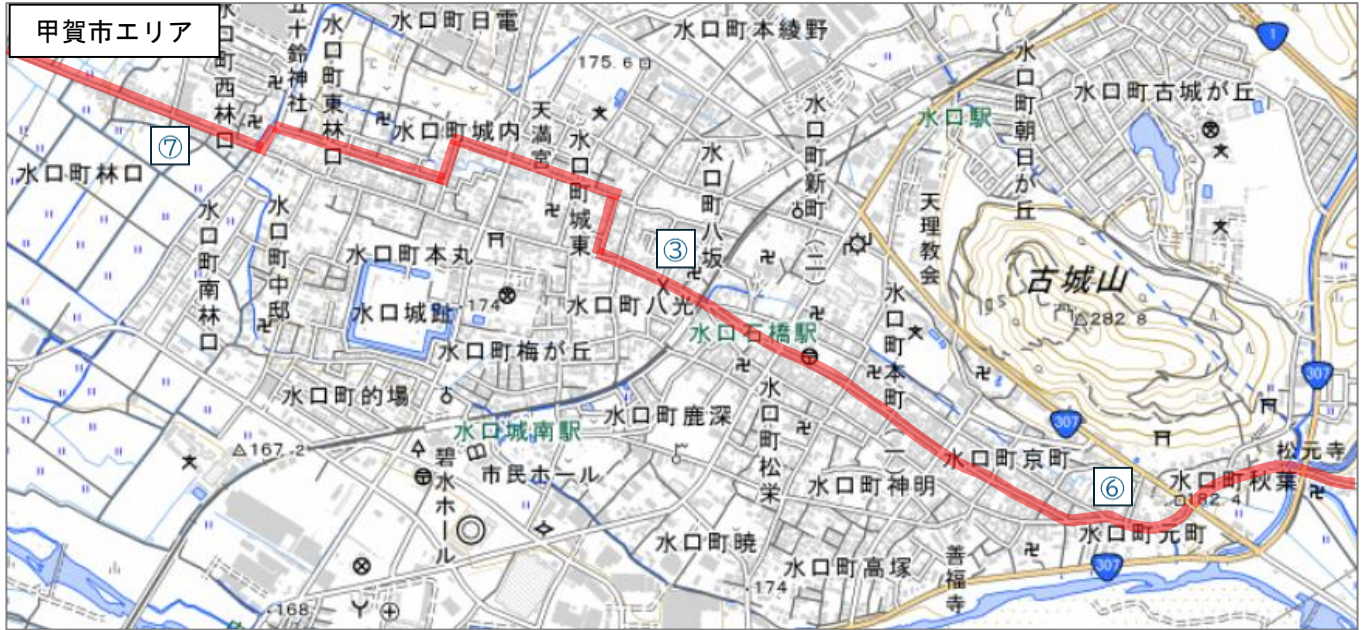 甲賀市エリア
水口町日電
水口町本綾野
1
五十鈴神社
水口町東林口
水口町西林口
175.6
天満宮
水口町城内
水口町城東
水口町新町(二)
水口駅
水口町朝日が丘
水口町古城が丘
⑦
水口町林口
水口町八坂
天理教会
水口町南林口
水口町中邸
水口町本丸
③
古城山
282.8
水口城趾
174
水口町八光
水口石橋駅
水口町本町(一)
水口町梅が丘
307
水口町的場
水口町鹿深
水口町松栄
307
水口城南駅
167.2
碧水ホール
市民ホール
水口町京町
松元寺
水口町秋葉
水口町神明
⑥
182.4
水口町暁
水口町元町
水口町高塚
善福寺
307
174
168